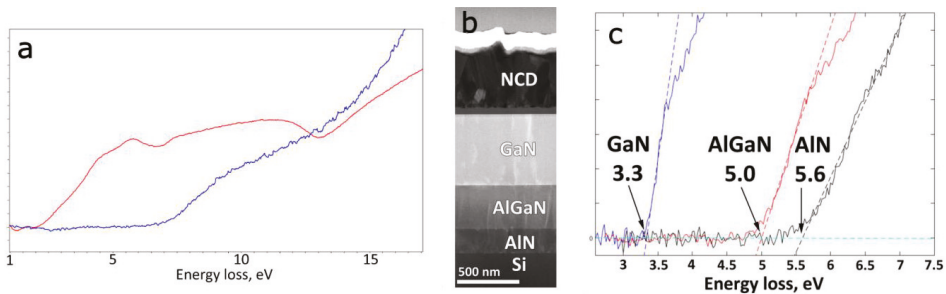 a
1
5
10
15
Energy loss, eV
b
NCD
GaN
AlGaN
AlN
Si
500 nm
c
GaN
3.3
AlGaN
5.0
AlN
5.6
0
3
3.5
4
4.5
5
5.5
6
6.5
7
7.5
Energy loss, eV